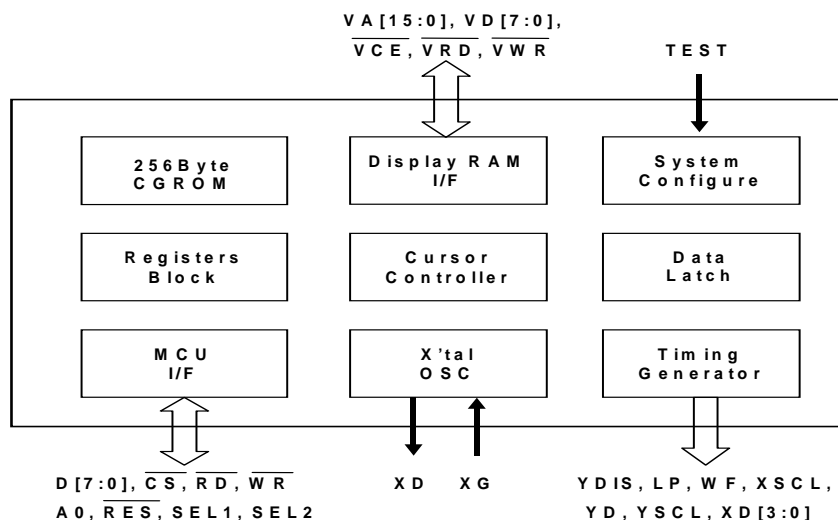 VA[15:0], VD[7:0],
VCE, VRD, VWR
TEST
256Byte
CGROM
Display RAM
I/F
System
Configure
Registers
Block
Cursor
Controller
Data
Latch
MCU
I/F
X'tal
OSC
Timing
Generator
D[7:0], CS, RD, WR
A0, RES, SEL1, SEL2
XD
XG
YDIS, LP, WF, XSCL,
YD, YSCL, XD[3:0]